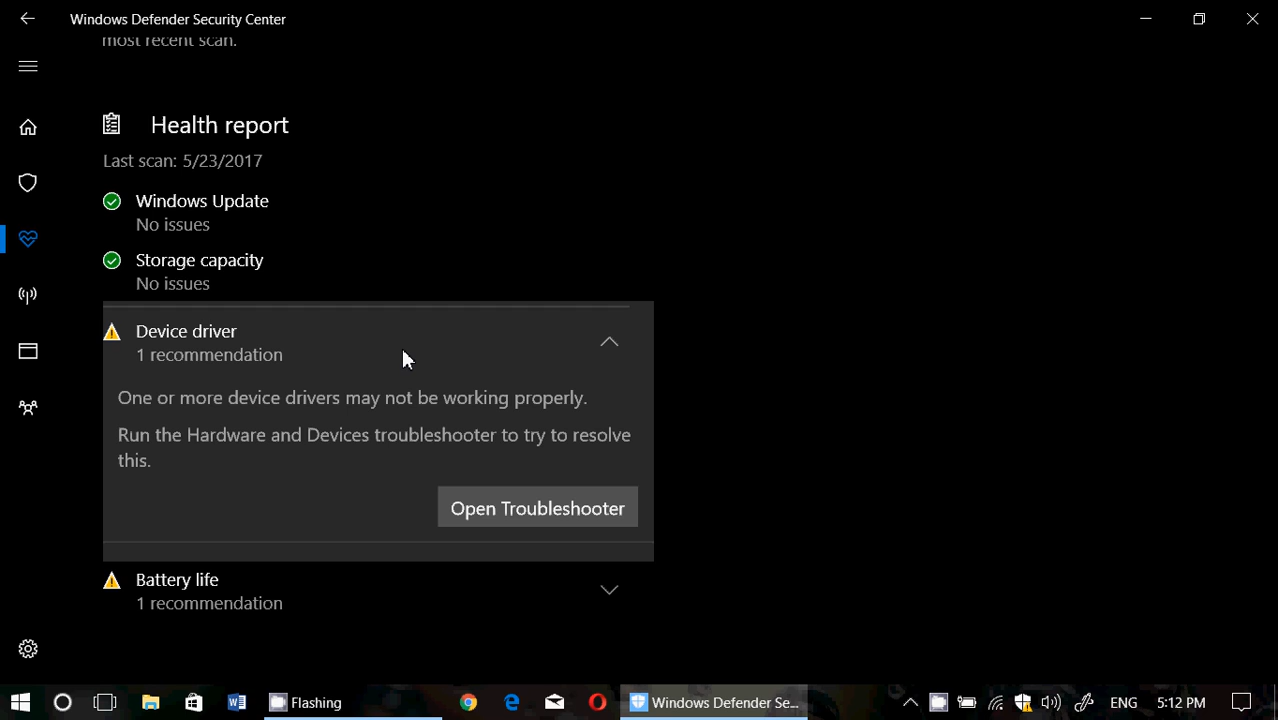 Windows Defender Security Center
most recent scan.
Health report
Last scan: 5/23/2017
Windows Update
No issues
Storage capacity
No issues
Device driver
1 recommendation
One or more device drivers may not be working properly.
Run the Hardware and Devices troubleshooter to try to resolve
this.
Open Troubleshooter
Battery life
1 recommendation
Flashing
Windows Defender Se...
ENG
5:12 PM